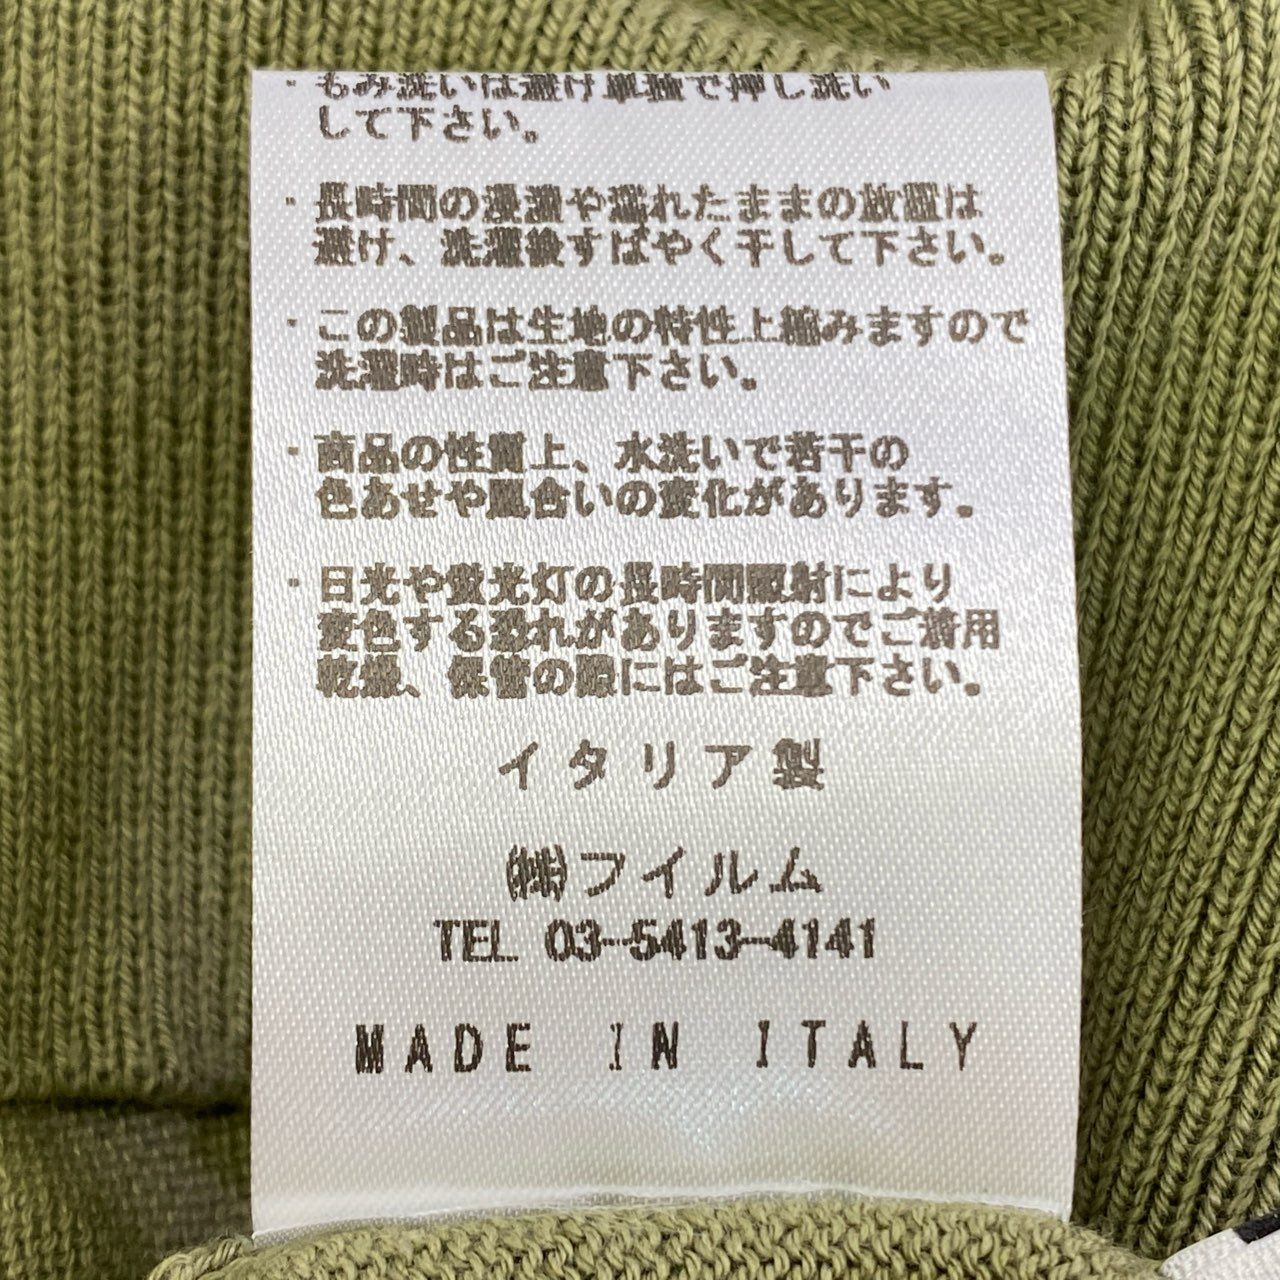 ・もみ洗いは避け単独で押し洗い
して下さい。
・長時間の浸漬や濡れたままの放置は
避け、洗濯後すばやく干して下さい。
・この製品は生地の特性上縮みますので
洗濯時はご注意下さい。
・商品の性質上、水洗いで若干の
色あせや風合いの変化があります。
・日光や蛍光灯の長時間照射により
変色する恐れがありますのでご着用
乾燥、保管の際にはご注意下さい。
イタリア製
㈱フイルム
TEL 03-5413-4141
MADE IN ITALY